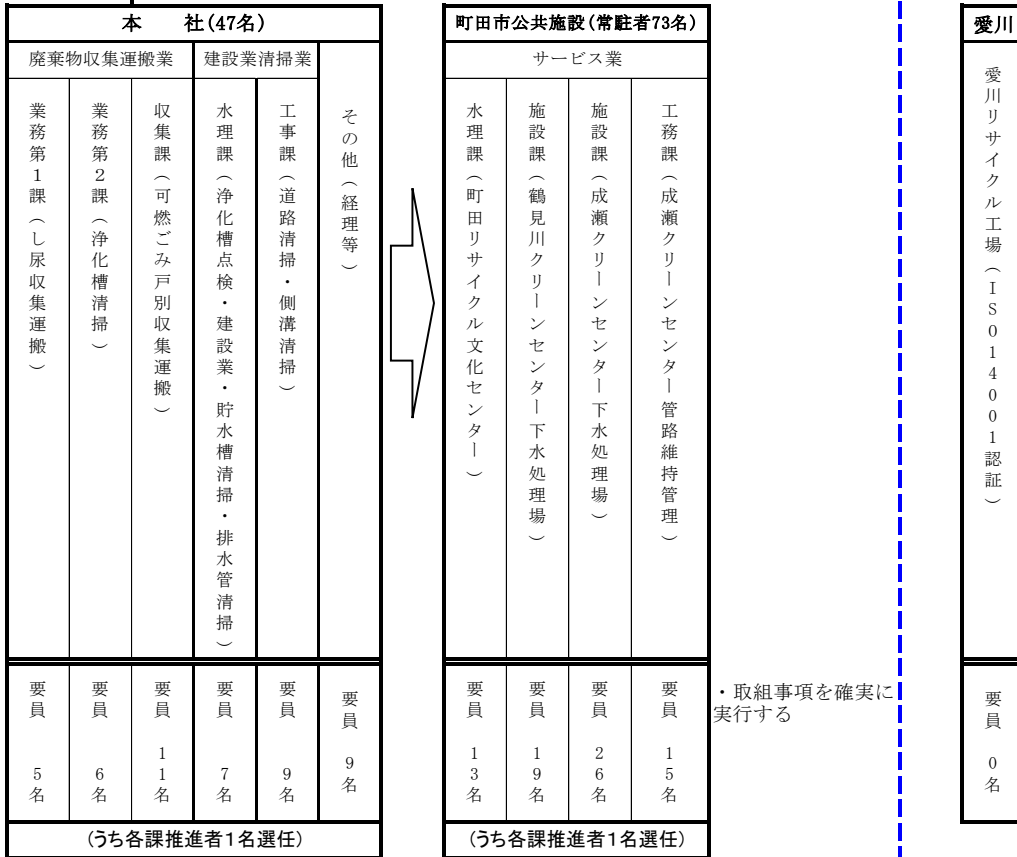 本　社(47名)
廃棄物収集運搬業
建設業清掃業
業務第1課（し尿収集運搬）
業務第2課（浄化槽清掃）
収集課（可燃ごみ戸別収集運搬）
水理課（浄化槽点検・建設業・貯水槽清掃・排水管清掃）
工事課（道路清掃・側溝清掃）
その他（経理等）
要員　5名
要員　6名
要員　11名
要員　7名
要員　9名
要員　9名
(うち各課推進者1名選任)
町田市公共施設(常駐者73名)
サービス業
水理課（町田リサイクル文化センター）
施設課（鶴見川クリーンセンター下水処理場）
施設課（成瀬クリーンセンター下水処理場）
工務課（成瀬クリーンセンター管路維持管理）
要員　13名
要員　19名
要員　26名
要員　15名
(うち各課推進者1名選任)
・取組事項を確実に
実行する
愛川
愛川リサイクル工場（ISO14001認証）
要員　0名